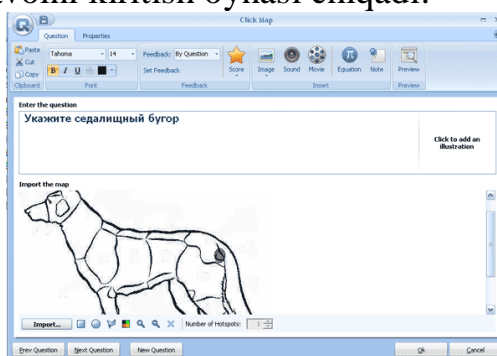 kiritish oynasi chiqadi.
Click Map
Question Properties
Paste
Cut
Copy
Clipboard
Tahoma 14
B I U
Font
Feedback: By Question
Set Feedback
Feedback
Score
Image Sound Movie Equation Note
Insert
Preview
Preview
Enter the question
Укажите седалищный бугор
Click to add an
illustration
Import the map
Import... Number of Hotspots: 1
Prev Question Next Question New Question Ok Cancel